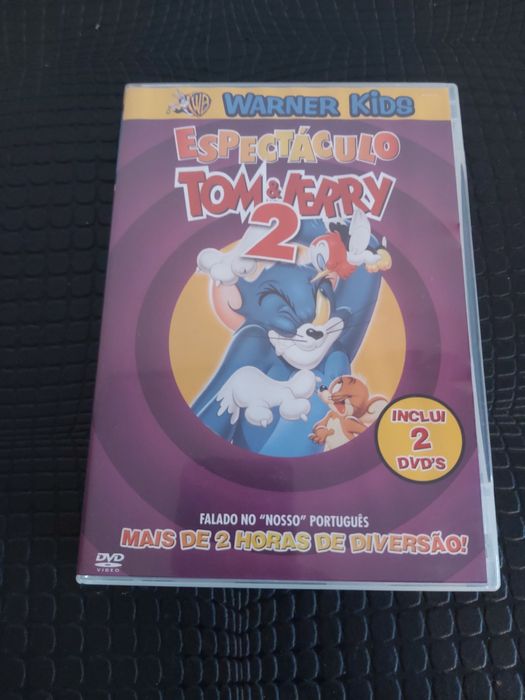 WB WARNER KIDS
ESPECTÁCULO
TOM & JERRY
2
INCLUI
2
DVD'S
FALADO NO "NOSSO" PORTUGUÊS
MAIS DE 2 HORAS DE DIVERSÃO!
DVD
VIDEO